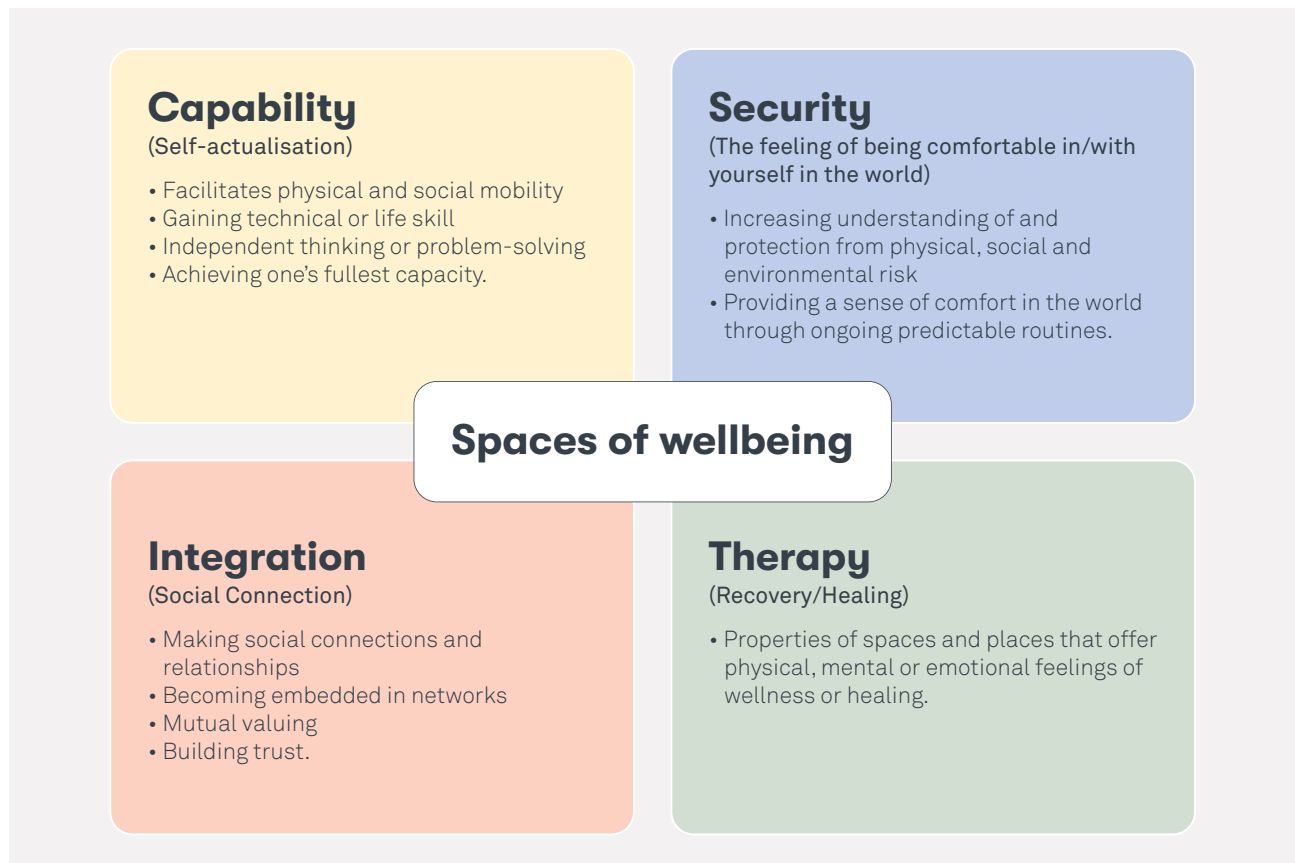 Capability
(Self-actualisation)
• Facilitates physical and social mobility
• Gaining technical or life skill
• Independent thinking or problem-solving
• Achieving one’s fullest capacity.
Security
(The feeling of being comfortable in/with
yourself in the world)
• Increasing understanding of and
protection from physical, social and
environmental risk
• Providing a sense of comfort in the world
through ongoing predictable routines.
Spaces of wellbeing
Integration
(Social Connection)
• Making social connections and
relationships
• Becoming embedded in networks
• Mutual valuing
• Building trust.
Therapy
(Recovery/Healing)
• Properties of spaces and places that offer
physical, mental or emotional feelings of
wellness or healing.